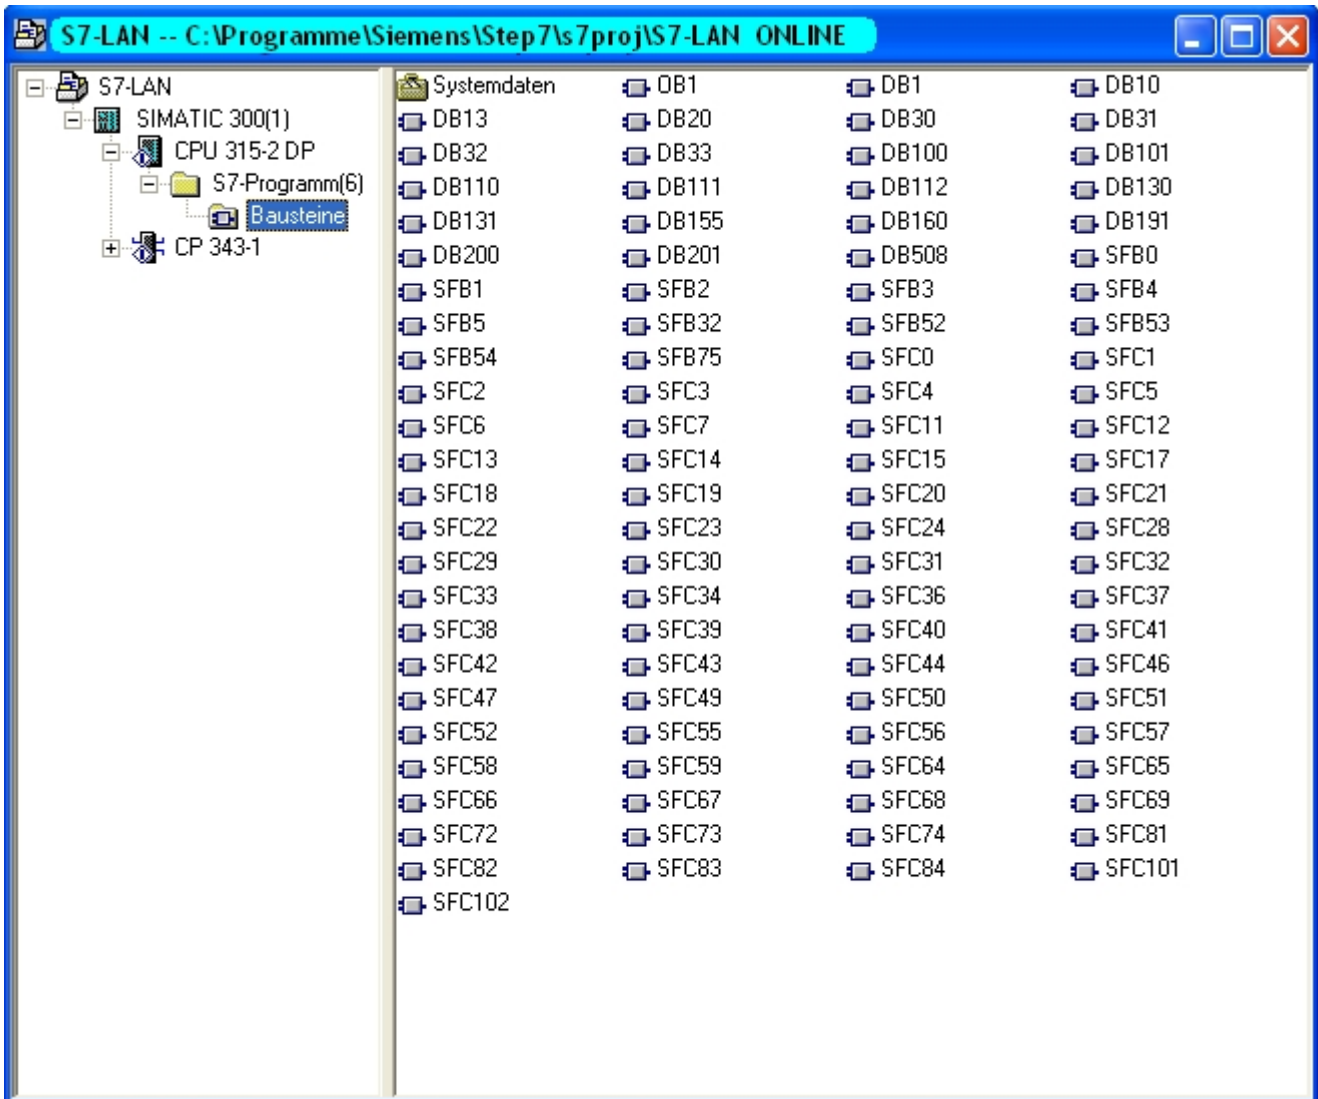 S7-LAN -- C:\Programme\Siemens\Step7\s7proj\S7-LAN ONLINE
S7-LAN
SIMATIC 300(1)
CPU 315-2 DP
S7-Programm(6)
Bausteine
CP 343-1
Systemdaten OB1 DB1 DB10
DB13 DB20 DB30 DB31
DB32 DB33 DB100 DB101
DB110 DB111 DB112 DB130
DB131 DB155 DB160 DB191
DB200 DB201 DB508 SFB0
SFB1 SFB2 SFB3 SFB4
SFB5 SFB32 SFB52 SFB53
SFB54 SFB75 SFC0 SFC1
SFC2 SFC3 SFC4 SFC5
SFC6 SFC7 SFC11 SFC12
SFC13 SFC14 SFC15 SFC17
SFC18 SFC19 SFC20 SFC21
SFC22 SFC23 SFC24 SFC28
SFC29 SFC30 SFC31 SFC32
SFC33 SFC34 SFC36 SFC37
SFC38 SFC39 SFC40 SFC41
SFC42 SFC43 SFC44 SFC46
SFC47 SFC49 SFC50 SFC51
SFC52 SFC55 SFC56 SFC57
SFC58 SFC59 SFC64 SFC65
SFC66 SFC67 SFC68 SFC69
SFC72 SFC73 SFC74 SFC81
SFC82 SFC83 SFC84 SFC101
SFC102